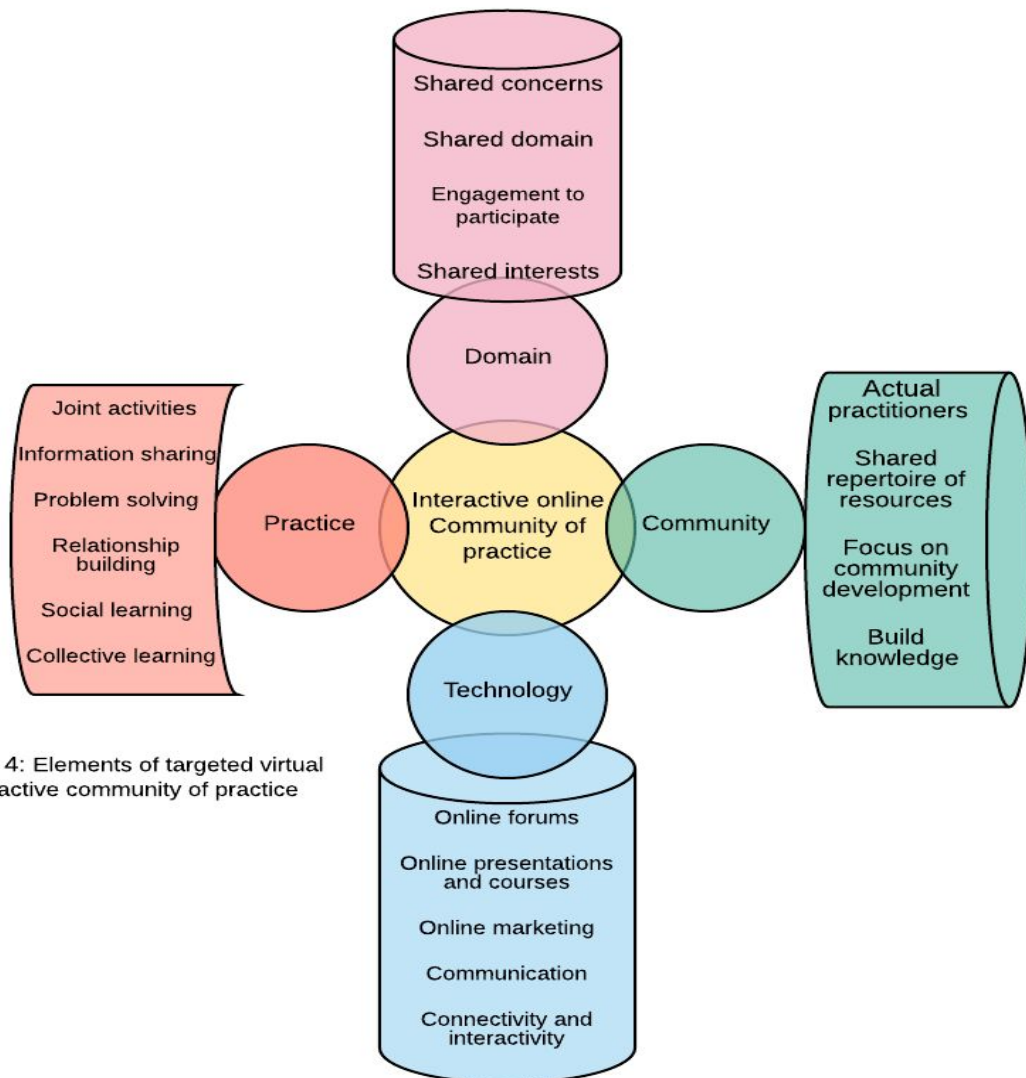 Shared concerns
Shared domain
Engagement to
participate
Shared interests
Domain
Joint activities
Information sharing
Problem solving
Relationship
building
Social learning
Collective learning
Practice
Interactive online
Community of
practice
Community
Actual
practitioners
Shared
repertoire of
resources
Focus on
community
development
Build
knowledge
Technology
4: Elements of targeted virtual
active community of practice
Online forums
Online presentations
and courses
Online marketing
Communication
Connectivity and
interactivity